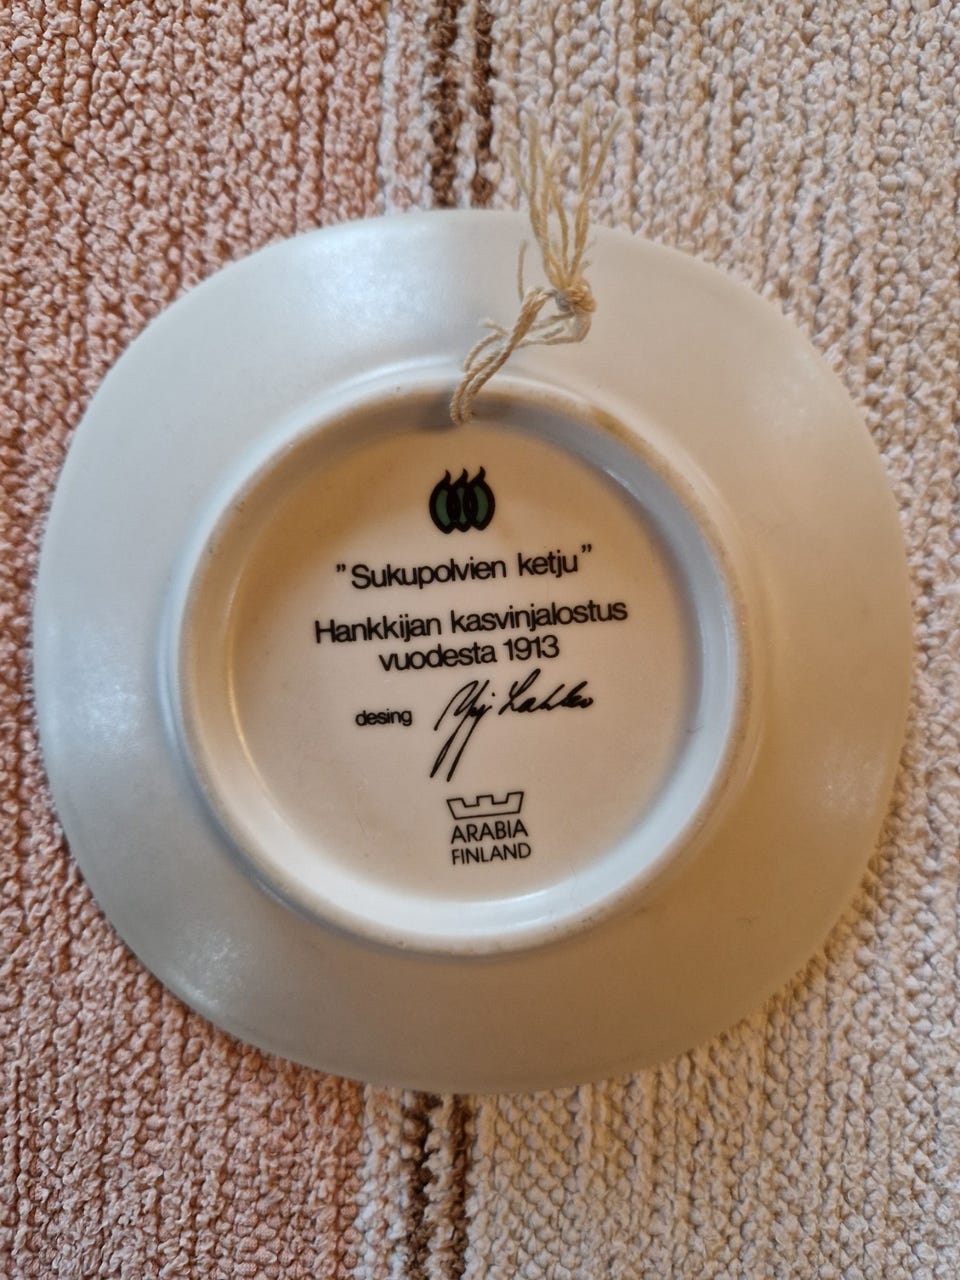 ”Sukupolvien ketju”
Hankkijan kasvinjalostus
vuodesta 1913
desing
ARABIA
FINLAND